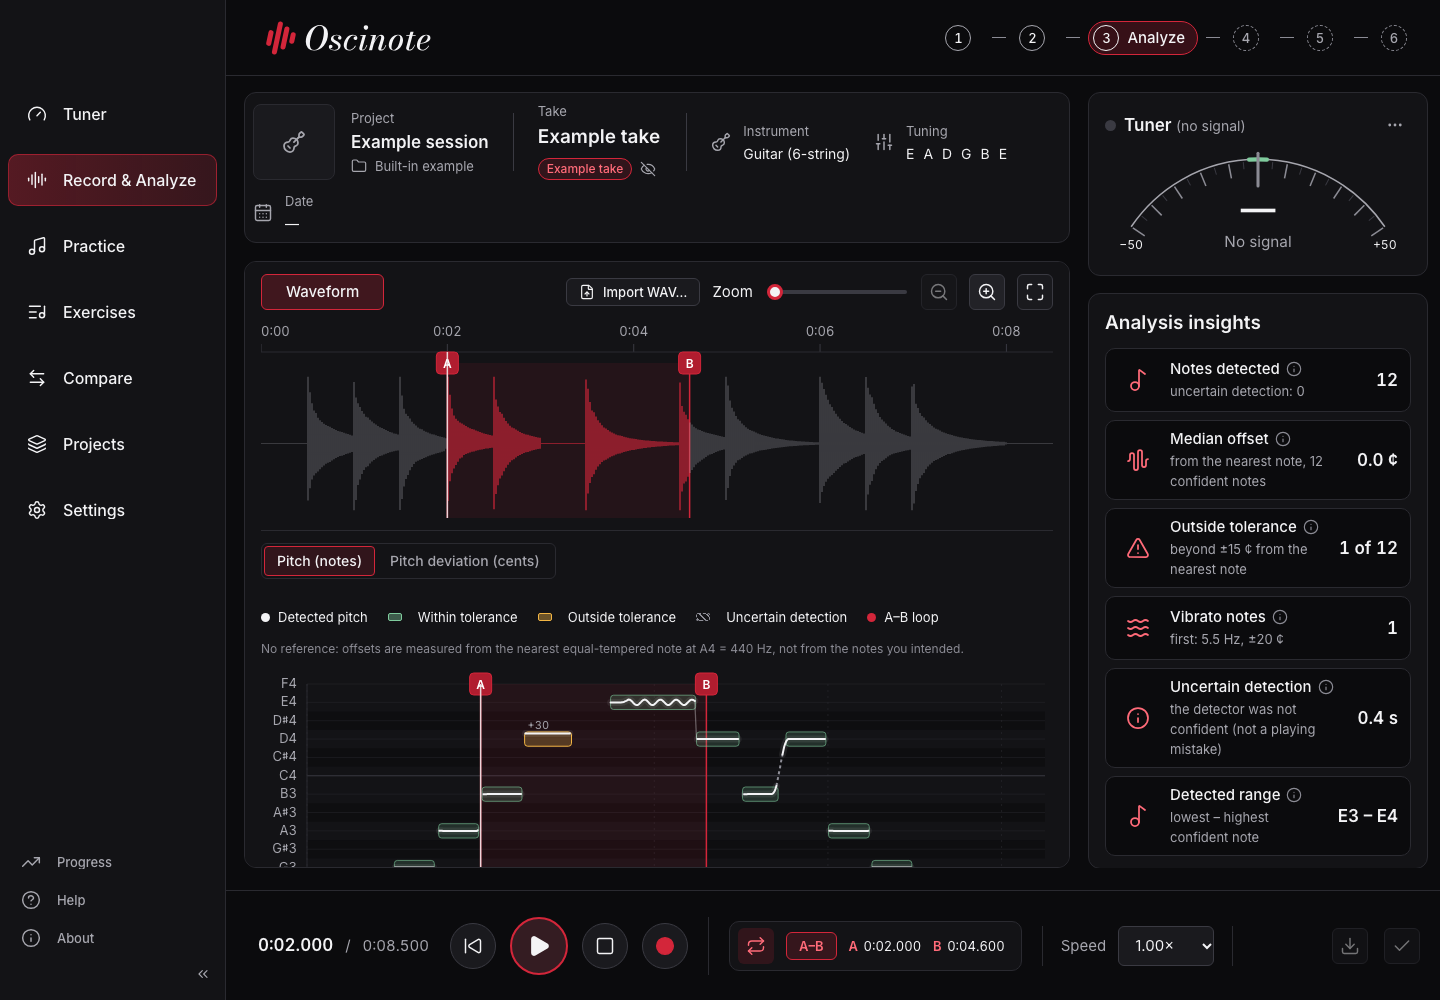 Oscinote
1
2
3 Analyze
4
5
6
Tuner
Record & Analyze
Practice
Exercises
Compare
Projects
Settings
Progress
Help
About
Project
Example session
Built-in example
Take
Example take
Example take
Instrument
Guitar (6-string)
Tuning
E A D G B E
Date
—
Tuner (no signal)
−50
+50
No signal
Waveform
Import WAV...
Zoom
0:00 0:02 0:04 0:06 0:08
A
B
Pitch (notes)
Pitch deviation (cents)
Detected pitch
Within tolerance
Outside tolerance
Uncertain detection
A–B loop
No reference: offsets are measured from the nearest equal-tempered note at A4 = 440 Hz, not from the notes you intended.
A
B
F4
E4
D#4
+30
D4
C#4
C4
B3
A#3
A3
G#3
G3
Analysis insights
Notes detected
uncertain detection: 0
12
Median offset
from the nearest note, 12
confident notes
0.0 ¢
Outside tolerance
beyond ±15 ¢ from the
nearest note
1 of 12
Vibrato notes
first: 5.5 Hz, ±20 ¢
1
Uncertain detection
the detector was not
confident (not a playing
mistake)
0.4 s
Detected range
lowest – highest
confident note
E3 – E4
0:02.000 / 0:08.500
A–B
A 0:02.000 B 0:04.600
Speed
1.00×